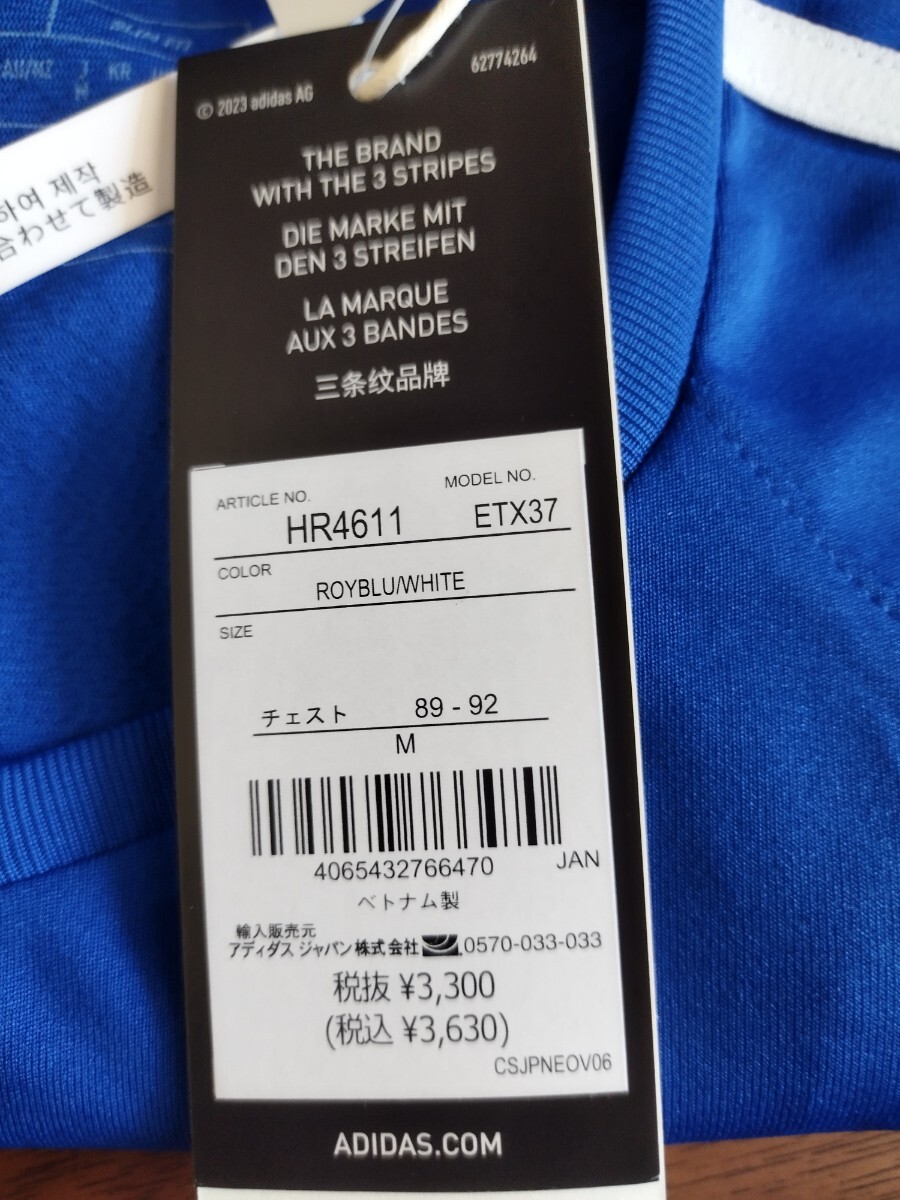 AU/NZ J KR
M
하여 제작
合わせて製造
© 2023 adidas AG
62774264
THE BRAND
WITH THE 3 STRIPES
DIE MARKE MIT
DEN 3 STREIFEN
LA MARQUE
AUX 3 BANDES
三条纹品牌
ARTICLE NO.
MODEL NO.
HR4611
ETX37
COLOR
ROYBLU/WHITE
SIZE
チェスト 89 - 92
M
4065432766470 JAN
ベトナム製
輸入販売元
アディダス ジャパン株式会社 0570-033-033
税抜 ¥3,300
(税込 ¥3,630)
CSJPNEOV06
ADIDAS.COM